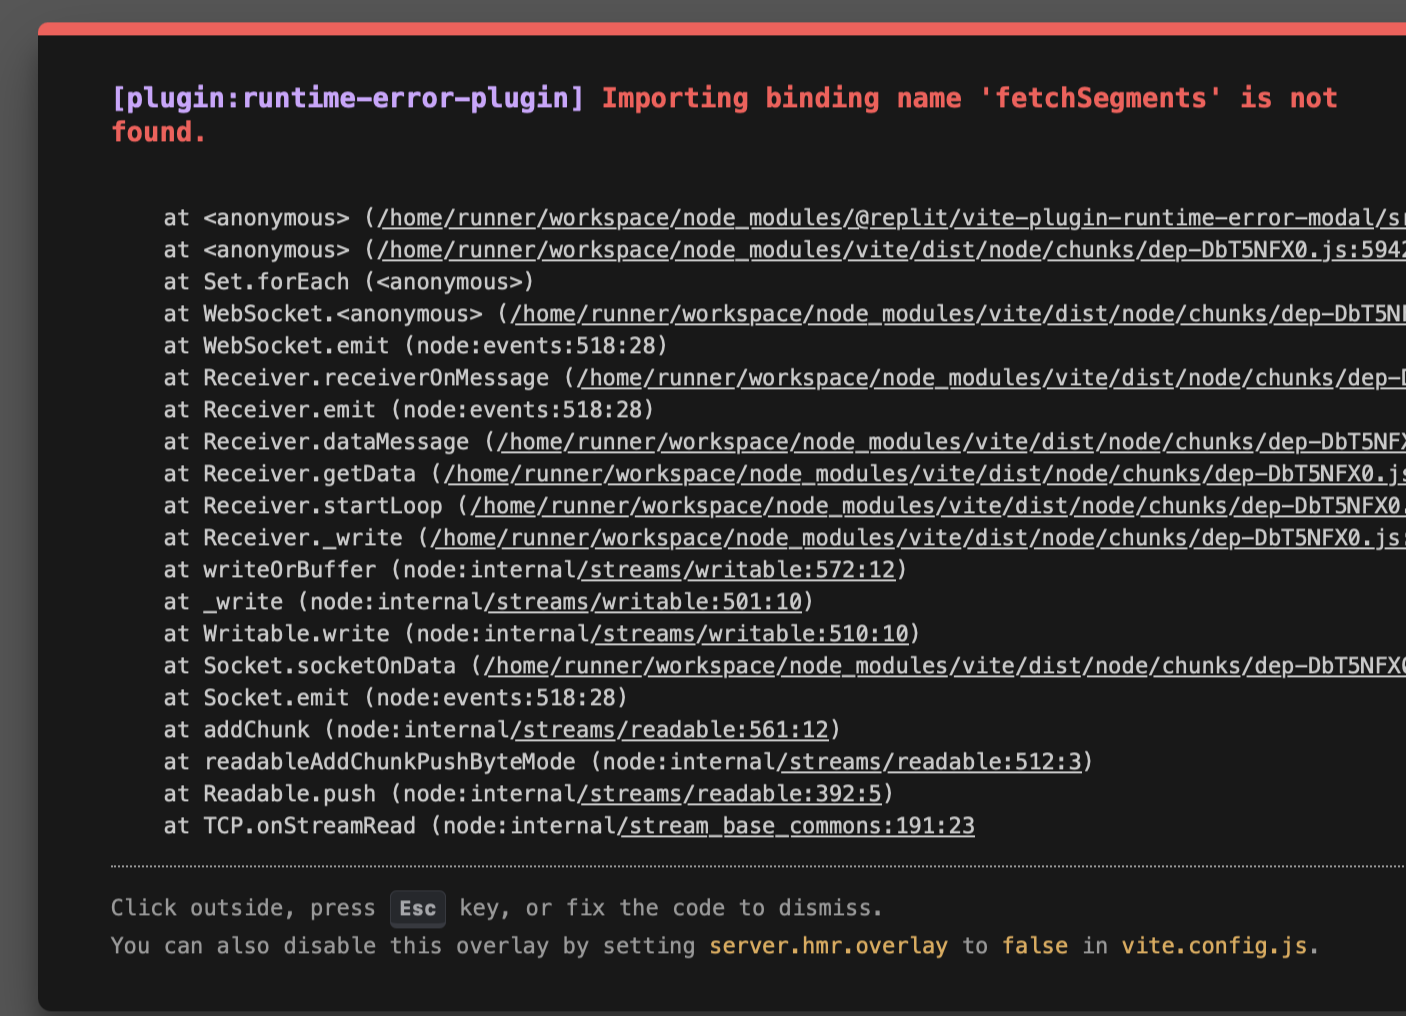 [plugin:runtime-error-plugin] Importing binding name 'fetchSegments' is not
found.
at <anonymous> (/home/runner/workspace/node_modules/@replit/vite-plugin-runtime-error-modal/sr
at <anonymous> (/home/runner/workspace/node_modules/vite/dist/node/chunks/dep-DbT5NFX0.js:5942
at Set.forEach (<anonymous>)
at WebSocket.<anonymous> (/home/runner/workspace/node_modules/vite/dist/node/chunks/dep-DbT5NF
at WebSocket.emit (node:events:518:28)
at Receiver.receiverOnMessage (/home/runner/workspace/node_modules/vite/dist/node/chunks/dep-D
at Receiver.emit (node:events:518:28)
at Receiver.dataMessage (/home/runner/workspace/node_modules/vite/dist/node/chunks/dep-DbT5NFX
at Receiver.getData (/home/runner/workspace/node_modules/vite/dist/node/chunks/dep-DbT5NFX0.js
at Receiver.startLoop (/home/runner/workspace/node_modules/vite/dist/node/chunks/dep-DbT5NFX0.
at Receiver._write (/home/runner/workspace/node_modules/vite/dist/node/chunks/dep-DbT5NFX0.js:
at writeOrBuffer (node:internal/streams/writable:572:12)
at _write (node:internal/streams/writable:501:10)
at Writable.write (node:internal/streams/writable:510:10)
at Socket.socketOnData (/home/runner/workspace/node_modules/vite/dist/node/chunks/dep-DbT5NFX0
at Socket.emit (node:events:518:28)
at addChunk (node:internal/streams/readable:561:12)
at readableAddChunkPushByteMode (node:internal/streams/readable:512:3)
at Readable.push (node:internal/streams/readable:392:5)
at TCP.onStreamRead (node:internal/stream_base_commons:191:23
Click outside, press Esc key, or fix the code to dismiss.
You can also disable this overlay by setting server.hmr.overlay to false in vite.config.js.